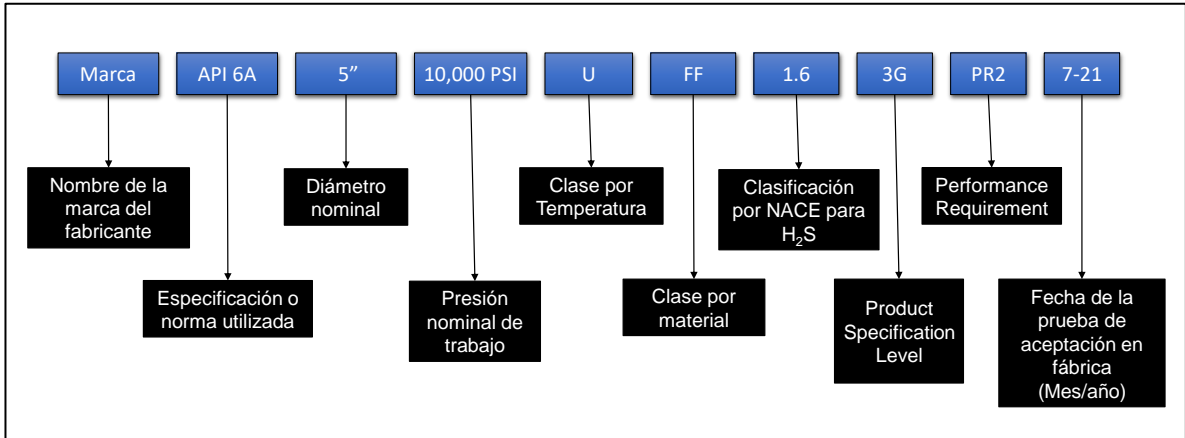 Marca
API 6A
5”
10,000 PSI
U
FF
1.6
3G
PR2
7-21
Nombre de la
marca del
fabricante
Diámetro
nominal
Clase por
Temperatura
Clasificación
por NACE para
H₂S
Performance
Requirement
Especificación o
norma utilizada
Presión
nominal de
trabajo
Clase por
material
Product
Specification
Level
Fecha de la
prueba de
aceptación en
fábrica
(Mes/año)